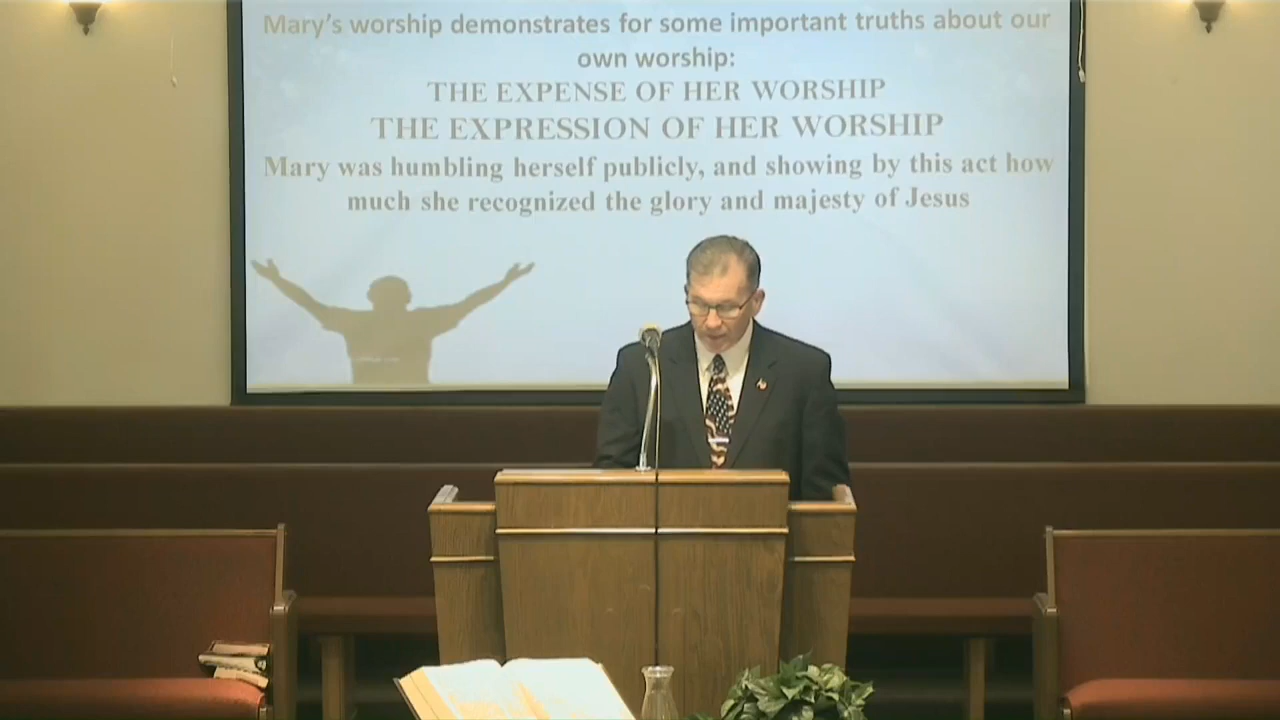 Mary's worship demonstrates for some important truths about our
own worship:
THE EXPENSE OF HER WORSHIP
THE EXPRESSION OF HER WORSHIP
Mary was humbling herself publicly, and showing by this act how
much she recognized the glory and majesty of Jesus